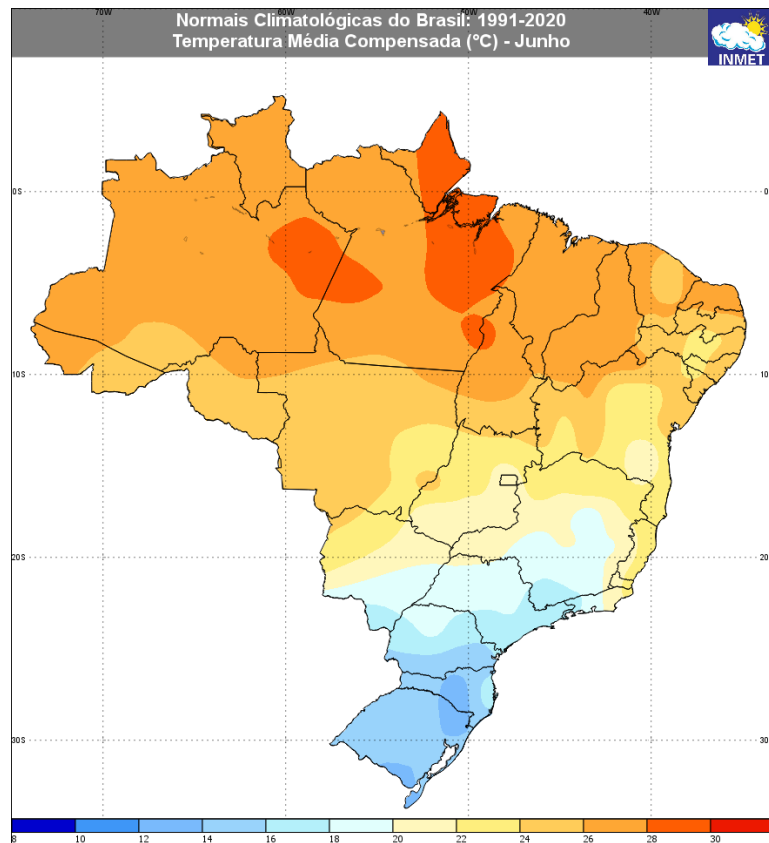 Normais Climatológicas do Brasil: 1991-2020
Temperatura Média Compensada (ºC) - Junho
INMET
70W 60W 50W 40W
0S 0
10S 10
20S 20
30S 30
8 10 12 14 16 18 20 22 24 26 28 30